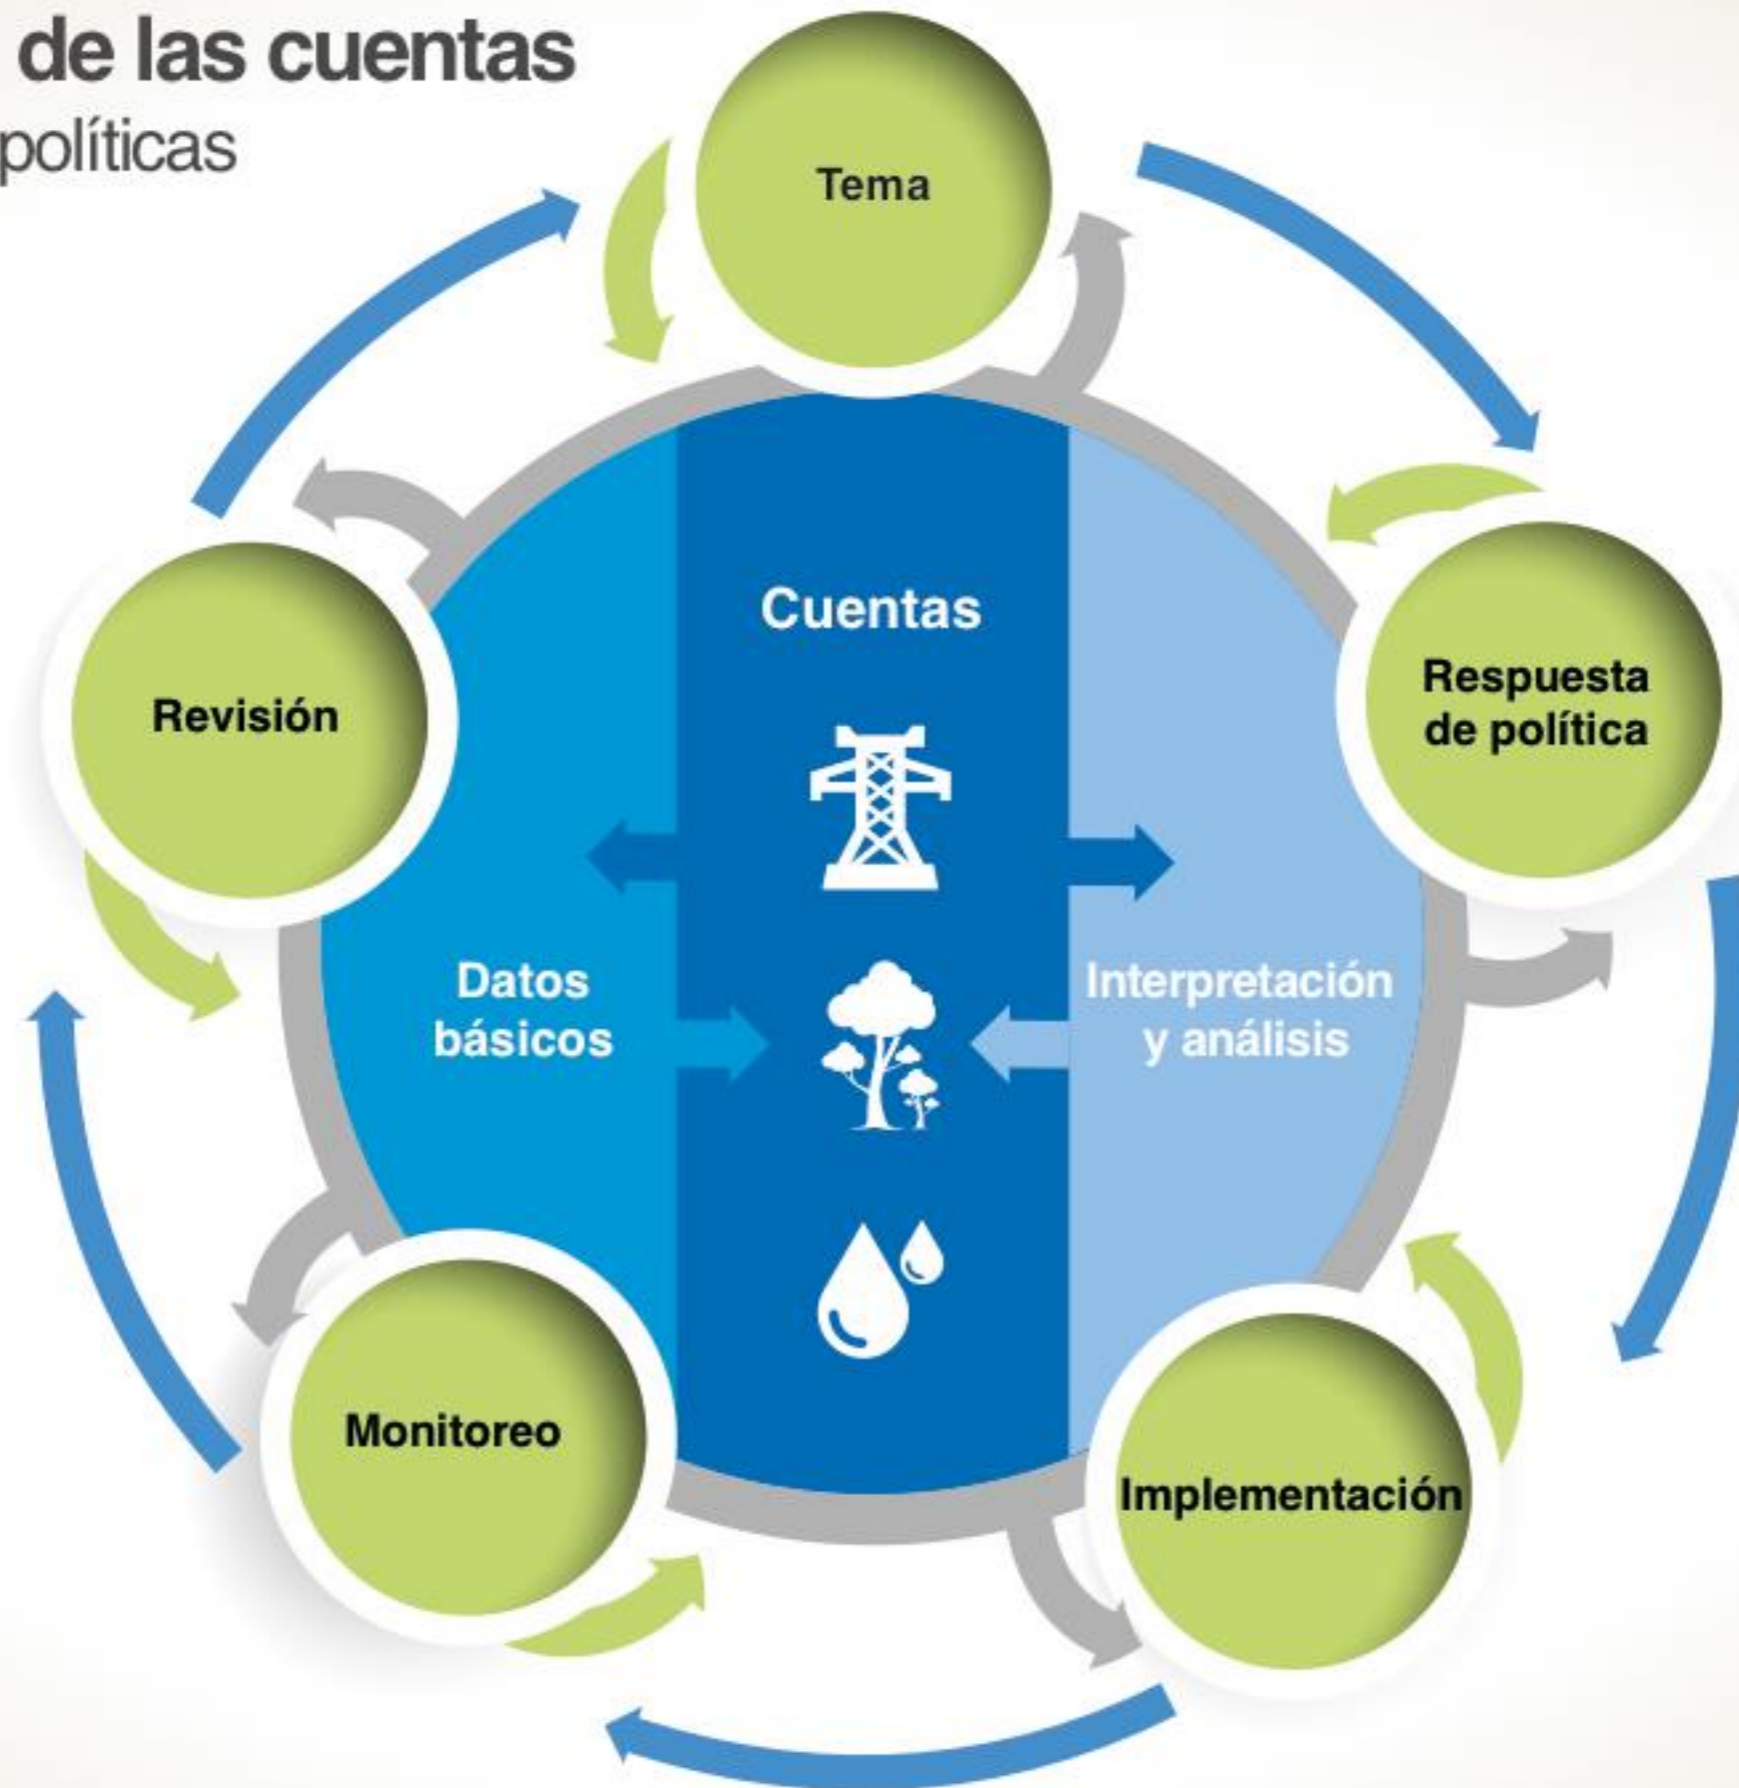 de las cuentas
políticas
Tema
Cuentas
Respuesta
de política
Revisión
Datos
básicos
Interpretación
y análisis
Monitoreo
Implementación